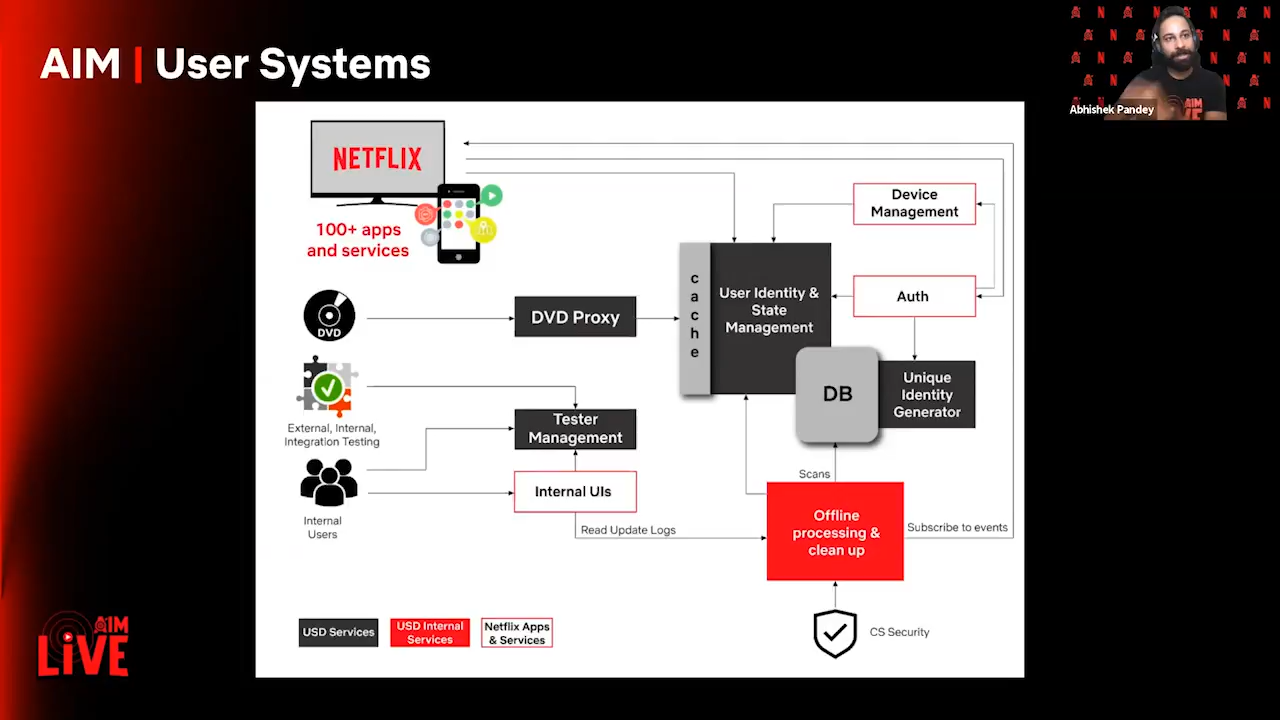 AIM | User Systems
Abhishek Pandey
AIM
LIVE
NETFLIX
100+ apps
and services
Device
Management
cache
User Identity &
State
Management
Auth
DVD
DVD Proxy
DB
Unique
Identity
Generator
External, Internal,
Integration Testing
Tester
Management
Internal UIs
Internal
Users
Read Update Logs
Scans
Offline
processing &
clean up
Subscribe to events
CS Security
USD Services
USD Internal
Services
Netflix Apps
& Services
AIM
LIVE